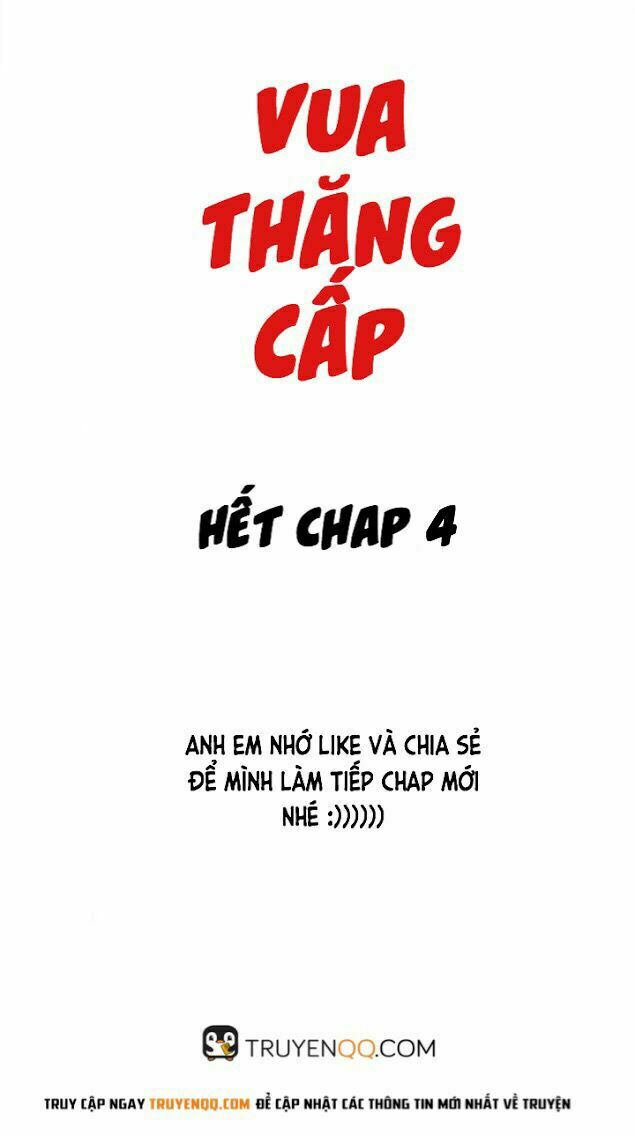 VUA
THĂNG
CẤP
HẾT CHAP 4
ANH EM NHỚ LIKE VÀ CHIA SẺ
ĐỂ MÌNH LÀM TIẾP CHAP MỚI
NHÉ :))))))
TRUYENQQ.COM
TRUY CẬP NGAY TRUYENQQ.COM ĐỂ CẬP NHẬT CÁC THÔNG TIN MỚI NHẤT VỀ TRUYỆN